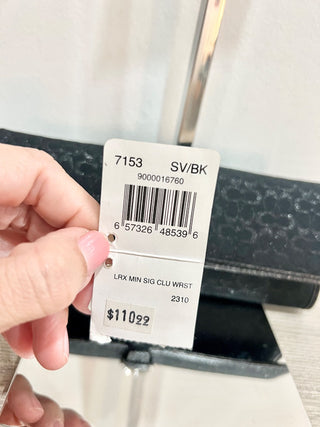 7153 SV/BK
9000016760
6 57326 48539 6
LRX MIN SIG CLU WRST
2310
$110.22